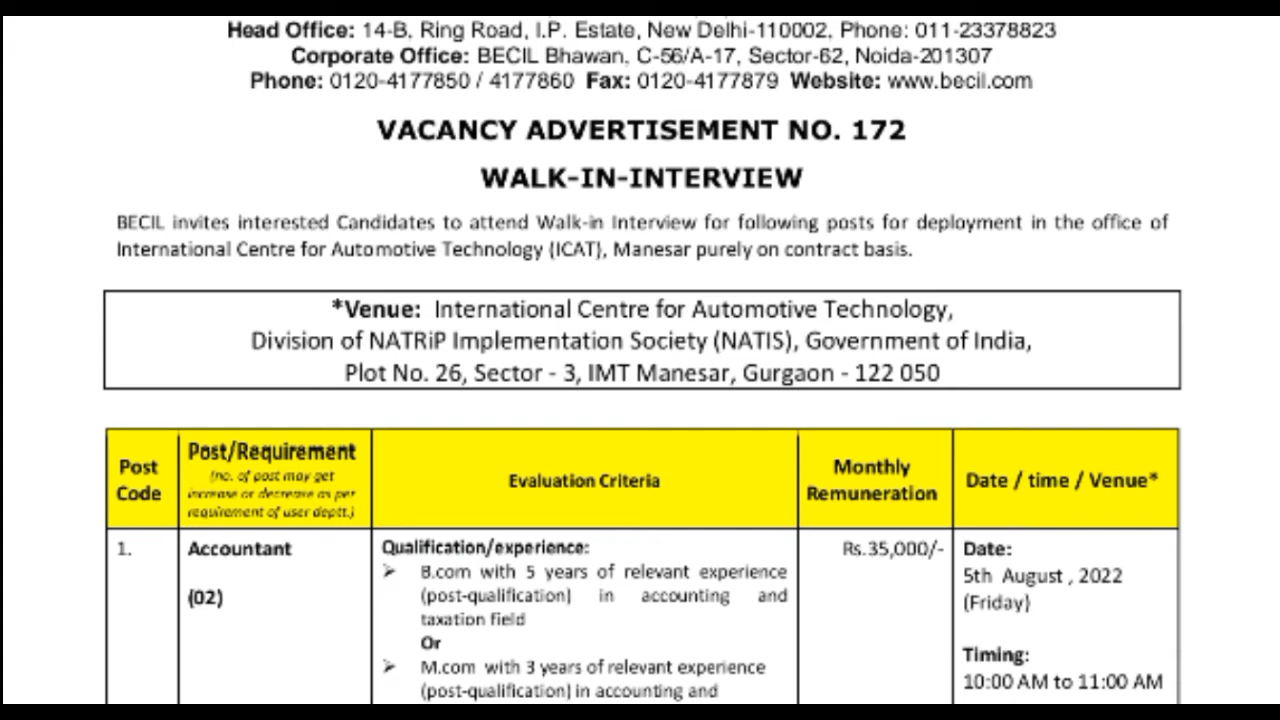 Head Office: 14-B, Ring Road, I.P. Estate, New Delhi-110002, Phone: 011-23378823
Corporate Office: BECIL Bhawan, C-56/A-17, Sector-62, Noida-201307
Phone: 0120-4177850 / 4177860 Fax: 0120-4177879 Website: www.becil.com
VACANCY ADVERTISEMENT NO. 172
WALK-IN-INTERVIEW
BECIL invites interested Candidates to attend Walk-in Interview for following posts for deployment in the office of
International Centre for Automotive Technology (ICAT), Manesar purely on contract basis.
*Venue: International Centre for Automotive Technology,
Division of NATRiP Implementation Society (NATIS), Government of India,
Plot No. 26, Sector - 3, IMT Manesar, Gurgaon - 122 050
Post
Code
Post/Requirement
(no. of post may get
increase or decrease as per
requirement of user deptt.)
Evaluation Criteria
Monthly
Remuneration
Date / time / Venue*
1.
Accountant
(02)
Qualification/experience:
➢ B.com with 5 years of relevant experience
(post-qualification) in accounting and
taxation field
Or
➢ M.com with 3 years of relevant experience
(post-qualification) in accounting and
Rs.35,000/-
Date:
5th August , 2022
(Friday)
Timing:
10:00 AM to 11:00 AM